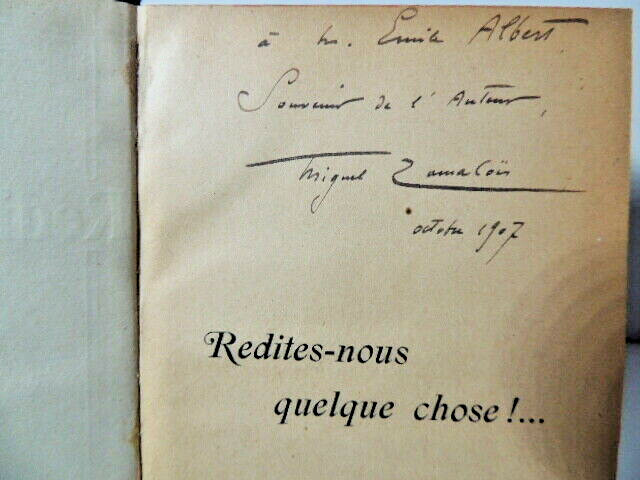 à M. Emile Albert
Souvenir de l'Auteur,
Miguel Zamacoïs
octobre 1907
Redites-nous
quelque chose !...